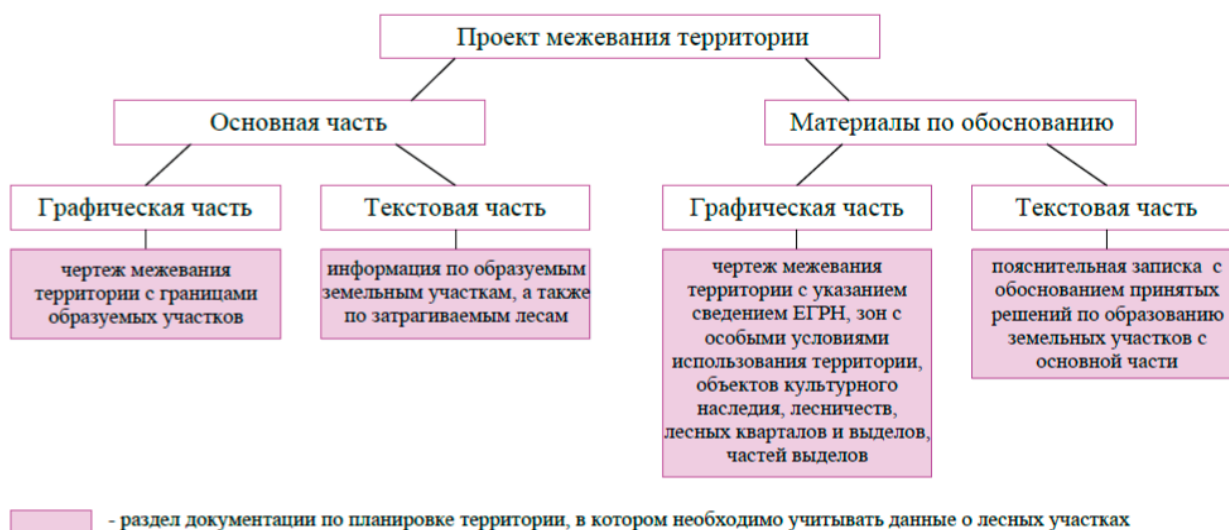 Проект межевания территории
Основная часть
Материалы по обоснованию
Графическая часть
Текстовая часть
Графическая часть
Текстовая часть
чертеж межевания
территории с границами
образуемых участков
информация по образуемым
земельным участкам, а также
по затрагиваемым лесам
чертеж межевания
территории с указанием
сведением ЕГРН, зон с
особыми условиями
использования территории,
объектов культурного
наследия, лесничеств,
лесных кварталов и выделов,
частей выделов
пояснительная записка с
обоснованием принятых
решений по образованию
земельных участков с
основной части
- раздел документации по планировке территории, в котором необходимо учитывать данные о лесных участках